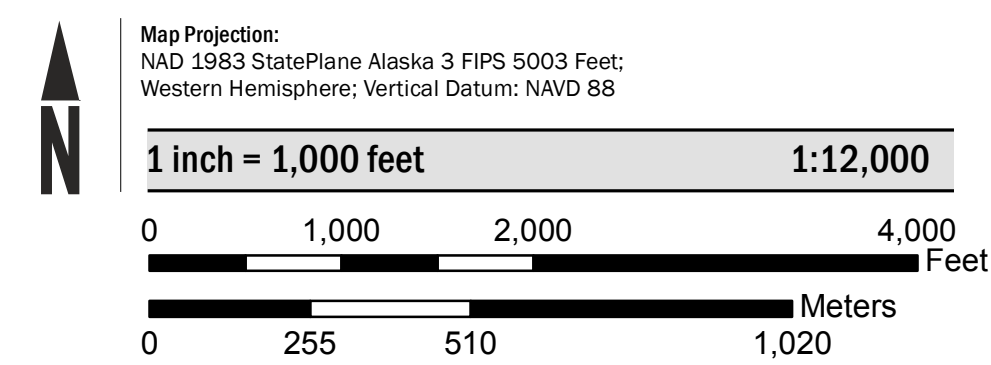 Map Projection:
NAD 1983 StatePlane Alaska 3 FIPS 5003 Feet;
Western Hemisphere; Vertical Datum: NAVD 88
N
1 inch = 1,000 feet 1:12,000
0 1,000 2,000 4,000
Feet
Meters
0 255 510 1,020